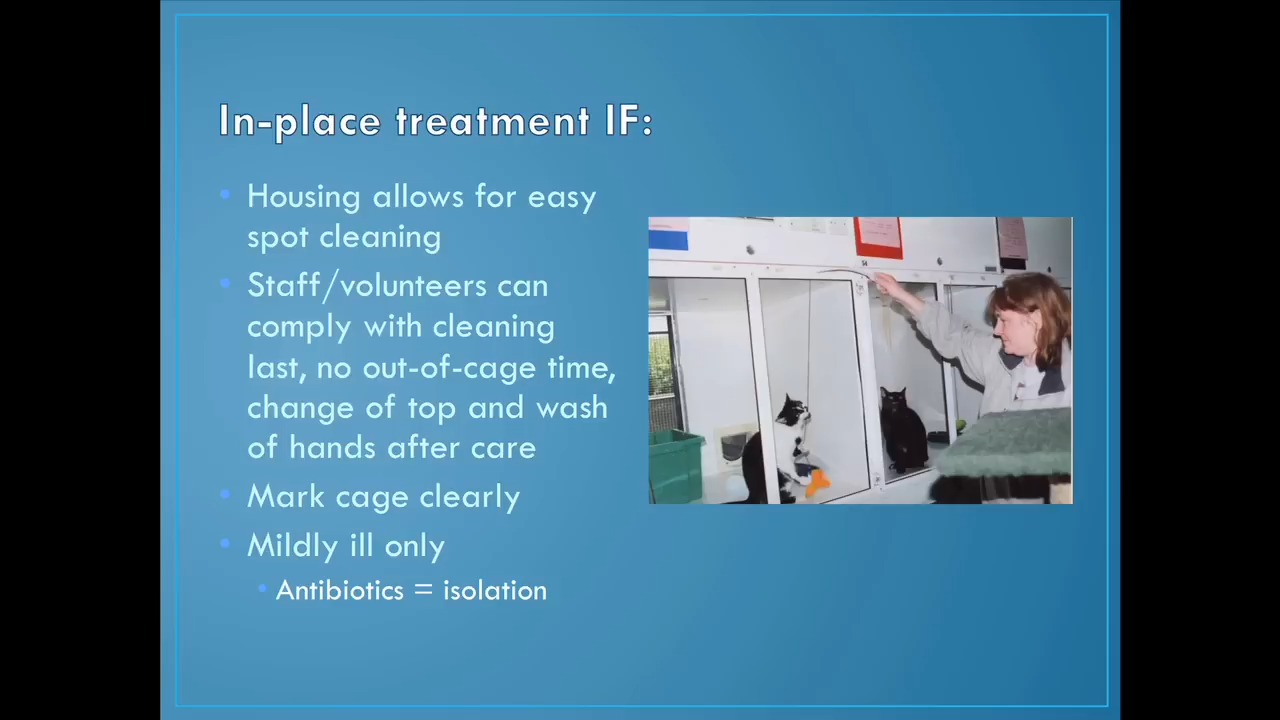 In-place treatment IF:
• Housing allows for easy
spot cleaning
• Staff/volunteers can
comply with cleaning
last, no out-of-cage time,
change of top and wash
of hands after care
• Mark cage clearly
• Mildly ill only
• Antibiotics = isolation